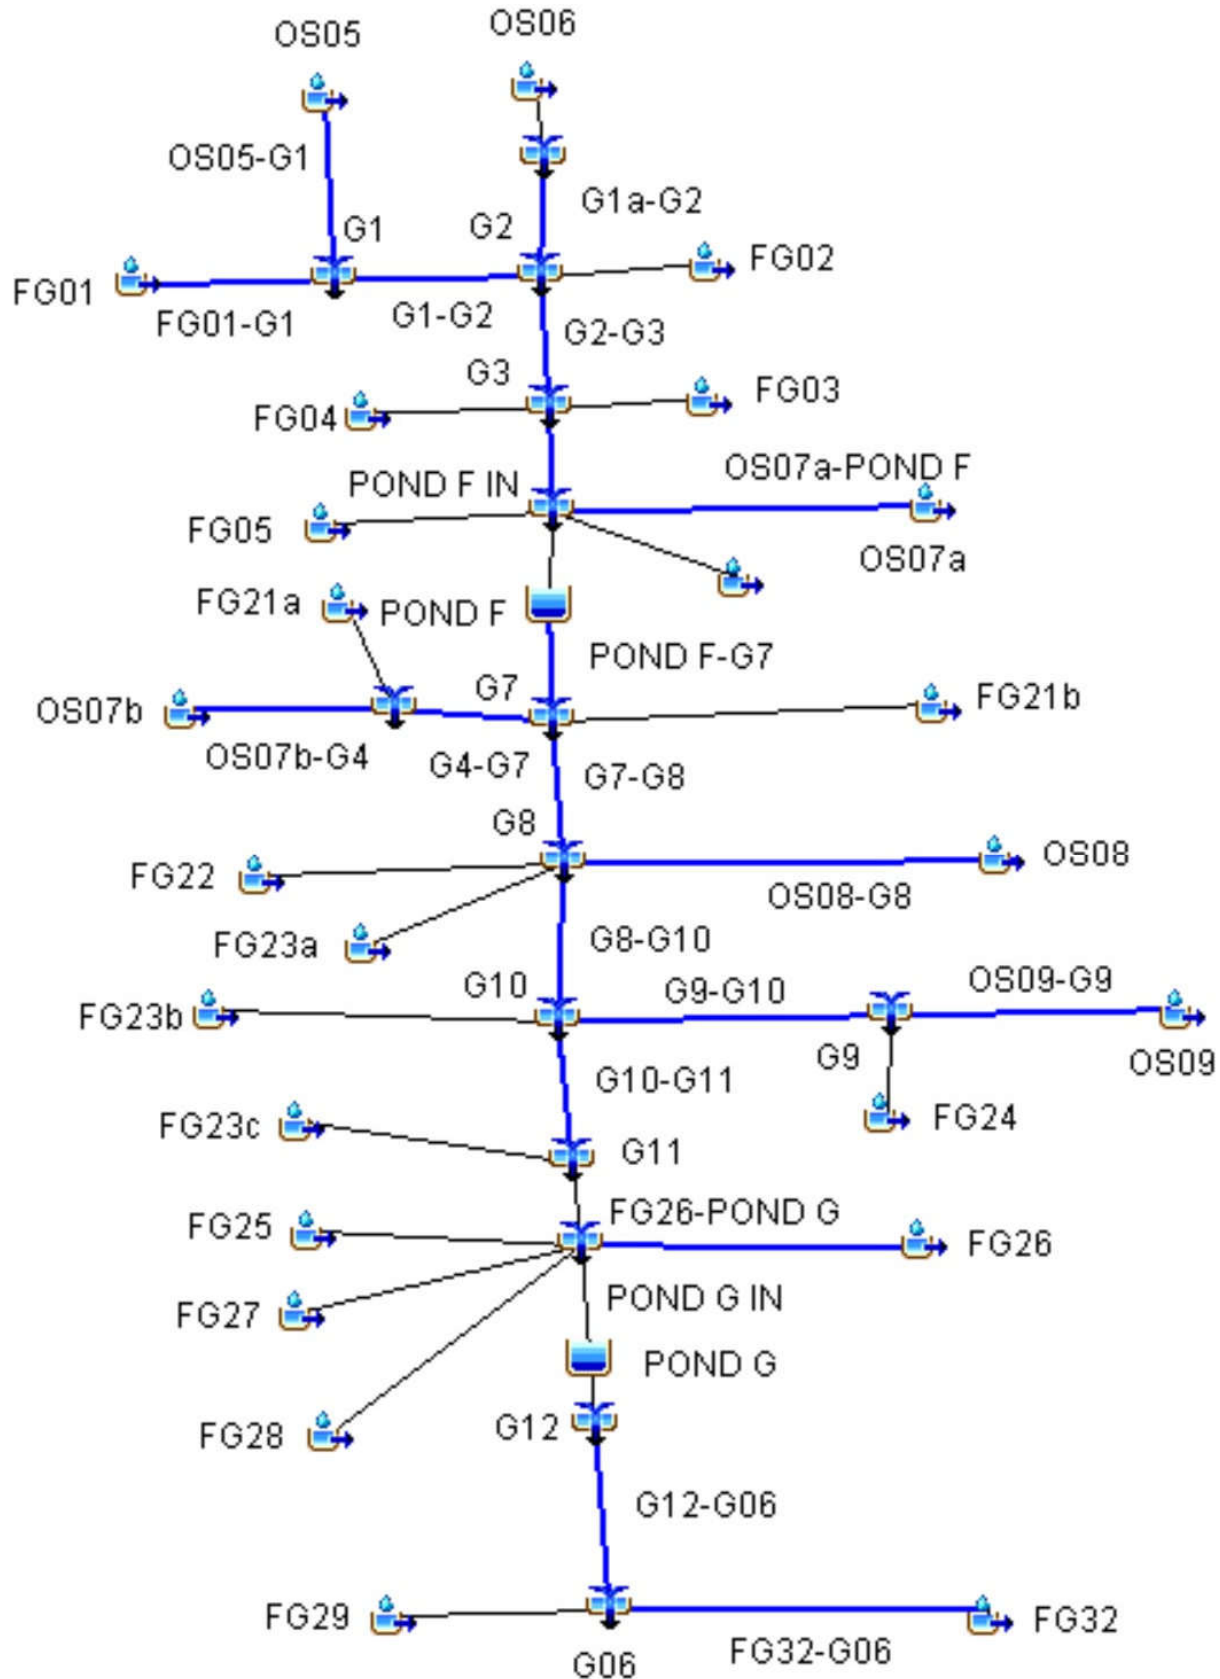 OS05
OS06
OS05-G1
G1a-G2
G1
G2
FG02
FG01
FG01-G1
G1-G2
G2-G3
G3
FG03
FG04
OS07a-POND F
POND F IN
FG05
OS07a
FG21a
POND F
POND F-G7
G7
FG21b
OS07b
OS07b-G4
G4-G7
G7-G8
G8
OS08
FG22
OS08-G8
FG23a
G8-G10
G10
G9-G10
OS09-G9
FG23b
G9
OS09
G10-G11
FG24
FG23c
G11
FG26-POND G
FG25
FG26
POND G IN
FG27
POND G
G12
FG28
G12-G06
FG29
FG32
FG32-G06
G06